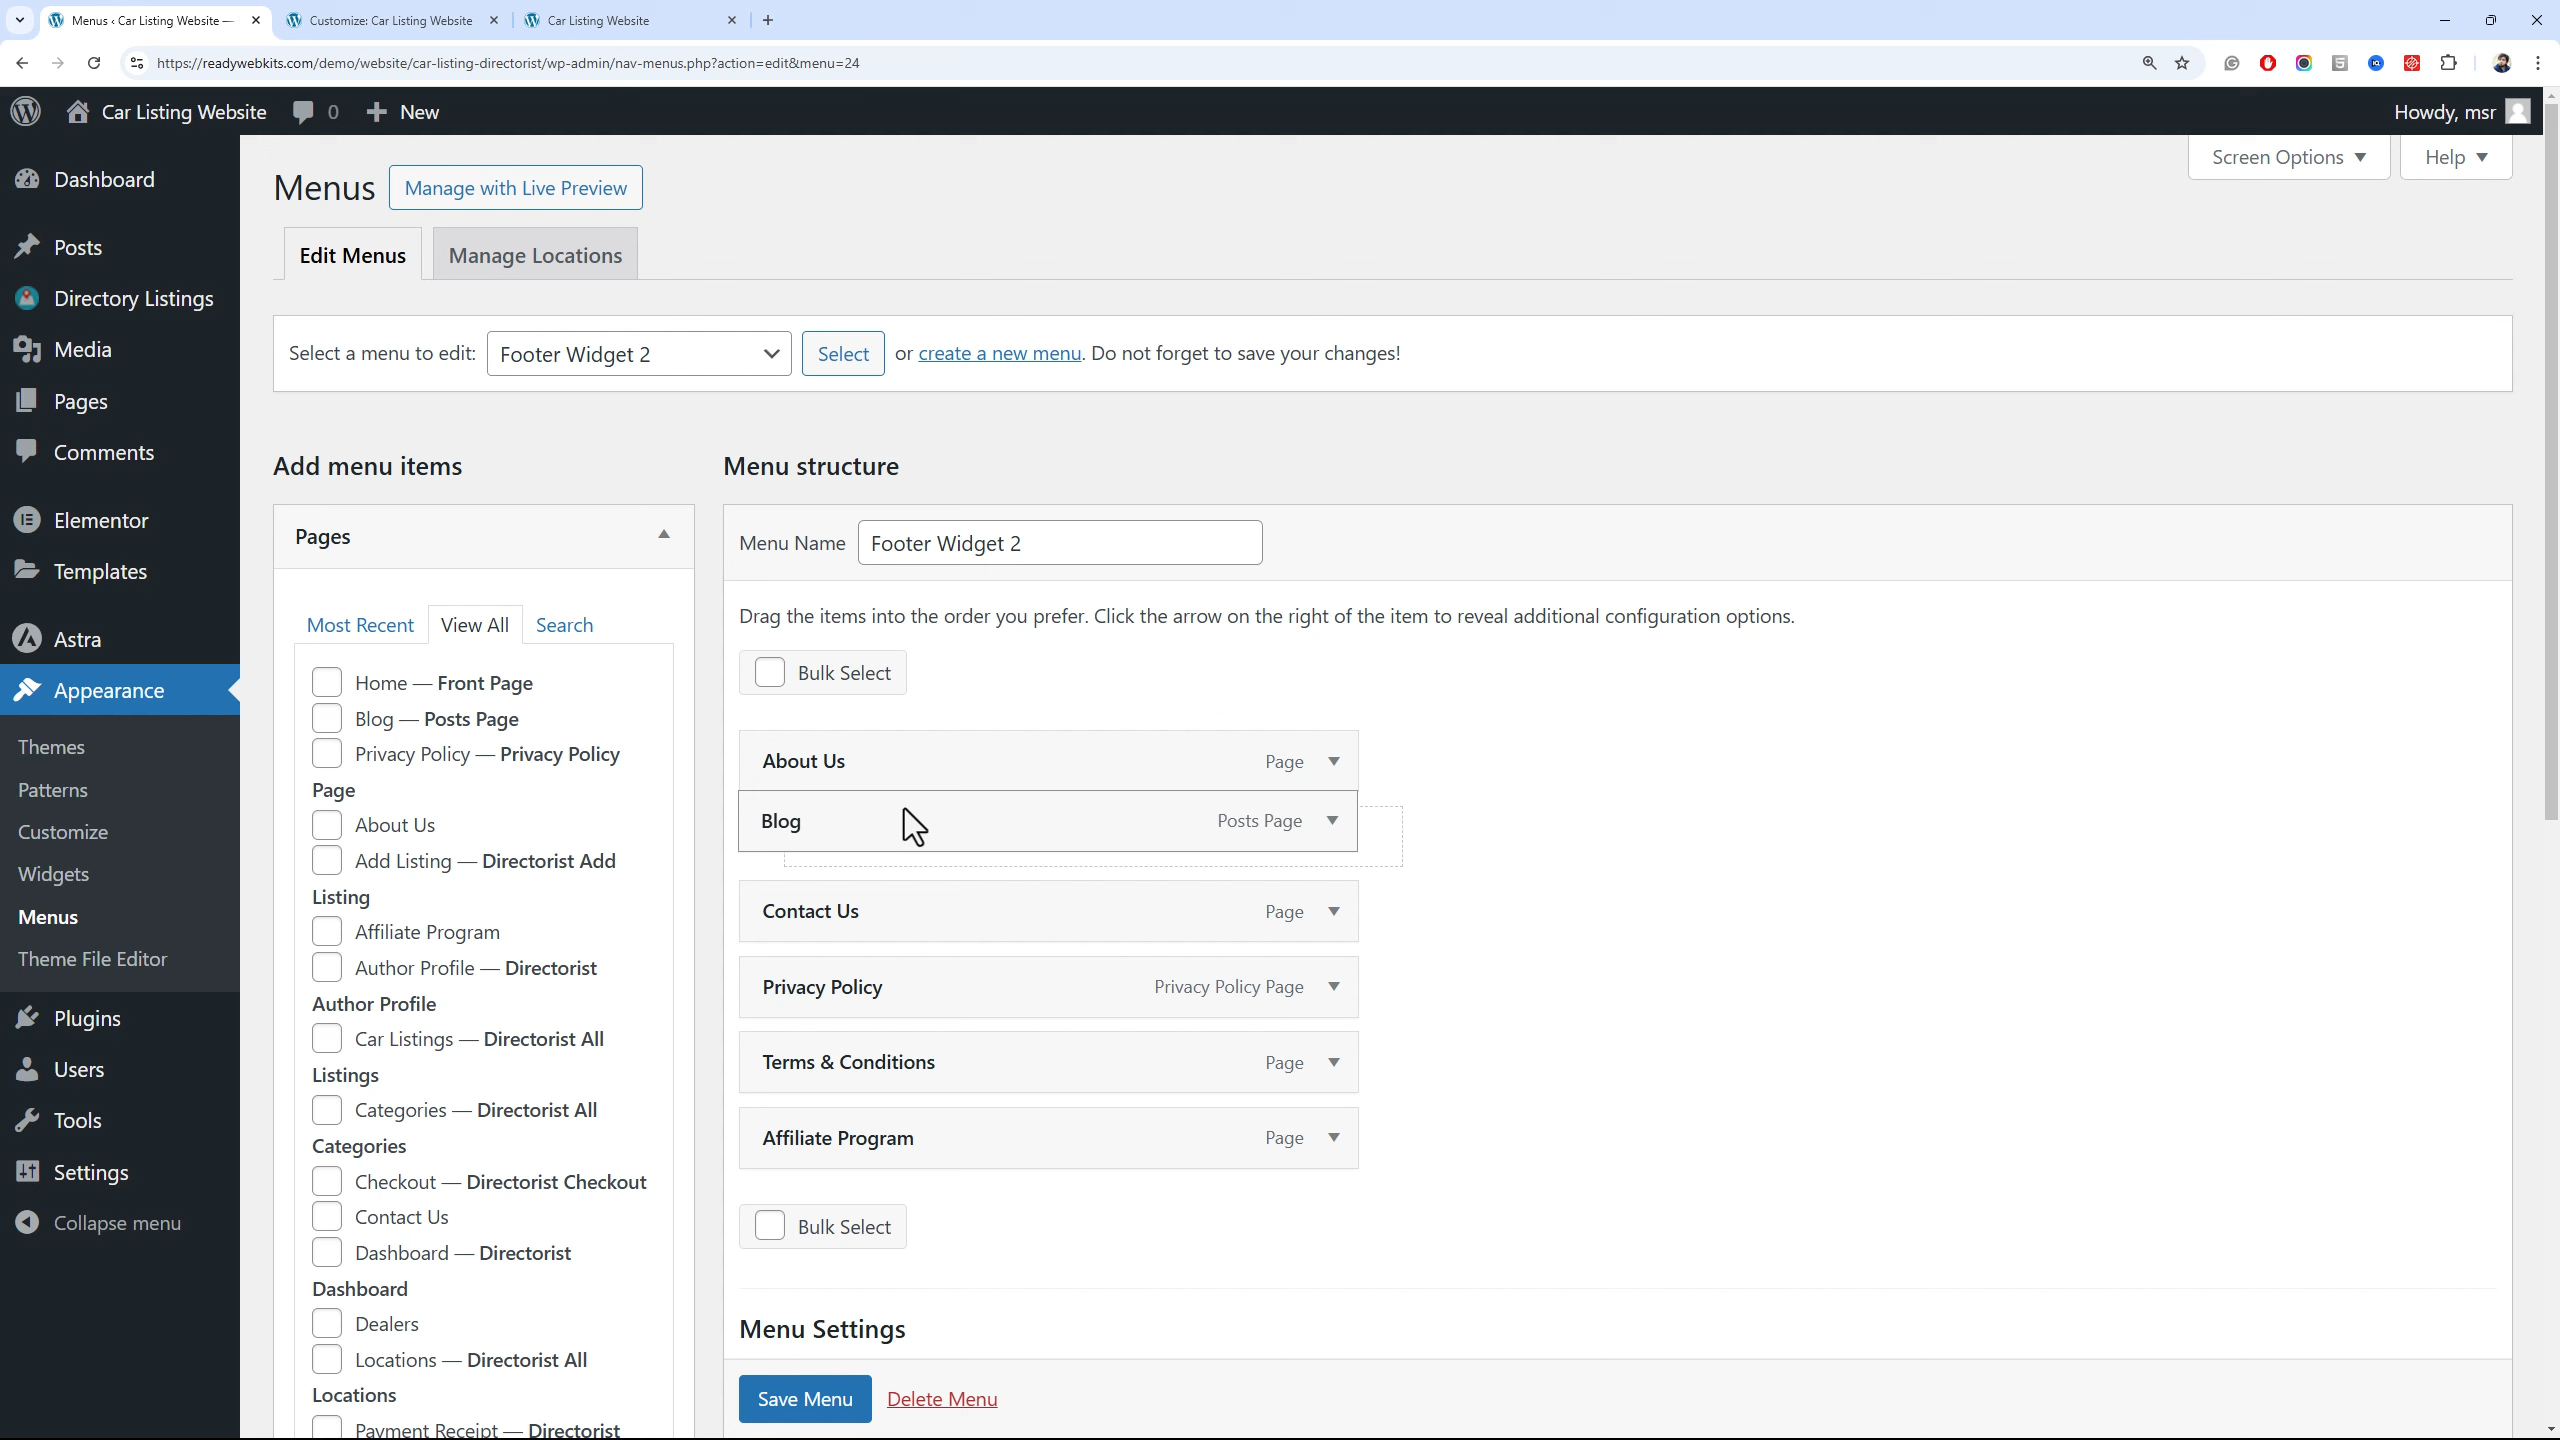 Menus ‹ Car Listing Website —
Customize: Car Listing Website
Car Listing Website
https://readywebkits.com/demo/website/car-listing-directorist/wp-admin/nav-menus.php?action=edit&menu=24
Car Listing Website
0
New
Howdy, msr
Dashboard
Posts
Directory Listings
Media
Pages
Comments
Elementor
Templates
Astra
Appearance
Themes
Patterns
Customize
Widgets
Menus
Theme File Editor
Plugins
Users
Tools
Settings
Collapse menu
Screen Options
Help
Menus
Manage with Live Preview
Edit Menus
Manage Locations
Select a menu to edit: Footer Widget 2 Select or create a new menu. Do not forget to save your changes!
Add menu items
Pages
Most Recent
View All
Search
Home — Front Page
Blog — Posts Page
Privacy Policy — Privacy Policy
Page
About Us
Add Listing — Directorist Add
Listing
Affiliate Program
Author Profile — Directorist
Author Profile
Car Listings — Directorist All
Listings
Categories — Directorist All
Categories
Checkout — Directorist Checkout
Contact Us
Dashboard — Directorist
Dashboard
Dealers
Locations — Directorist All
Locations
Payment Receipt — Directorist
Menu structure
Menu Name Footer Widget 2
Drag the items into the order you prefer. Click the arrow on the right of the item to reveal additional configuration options.
Bulk Select
About Us Page
Blog Posts Page
Contact Us Page
Privacy Policy Privacy Policy Page
Terms & Conditions Page
Affiliate Program Page
Bulk Select
Menu Settings
Save Menu
Delete Menu